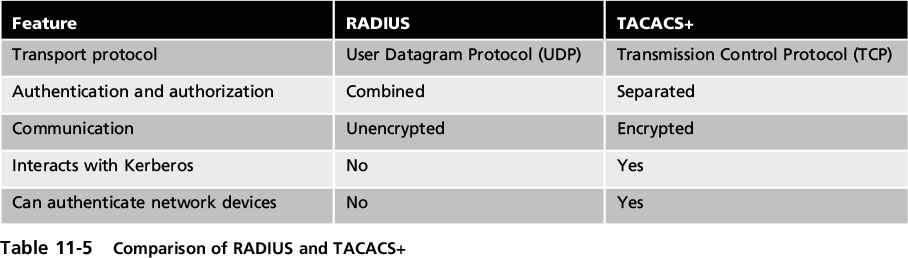 Feature RADIUS TACACS+
Transport protocol User Datagram Protocol (UDP) Transmission Control Protocol (TCP)
Authentication and authorization Combined Separated
Communication Unencrypted Encrypted
Interacts with Kerberos No Yes
Can authenticate network devices No Yes
Table 11-5 Comparison of RADIUS and TACACS+